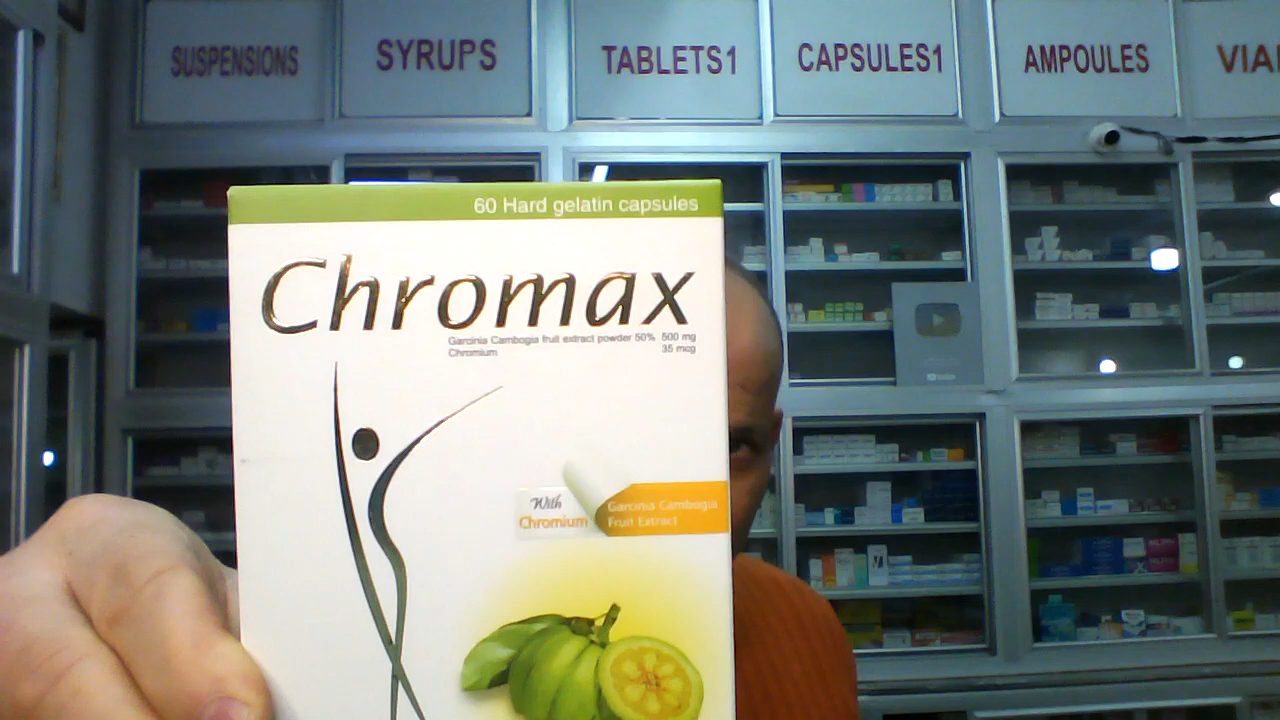 SUSPENSIONS
SYRUPS
TABLETS1
CAPSULES1
AMPOULES
60 Hard gelatin capsules
Chromax
Garcinia Cambogia fruit extract powder 50% 500 mg
Chromium 35 mcg
With
Chromium
Garcinia Cambogia
Fruit Extract